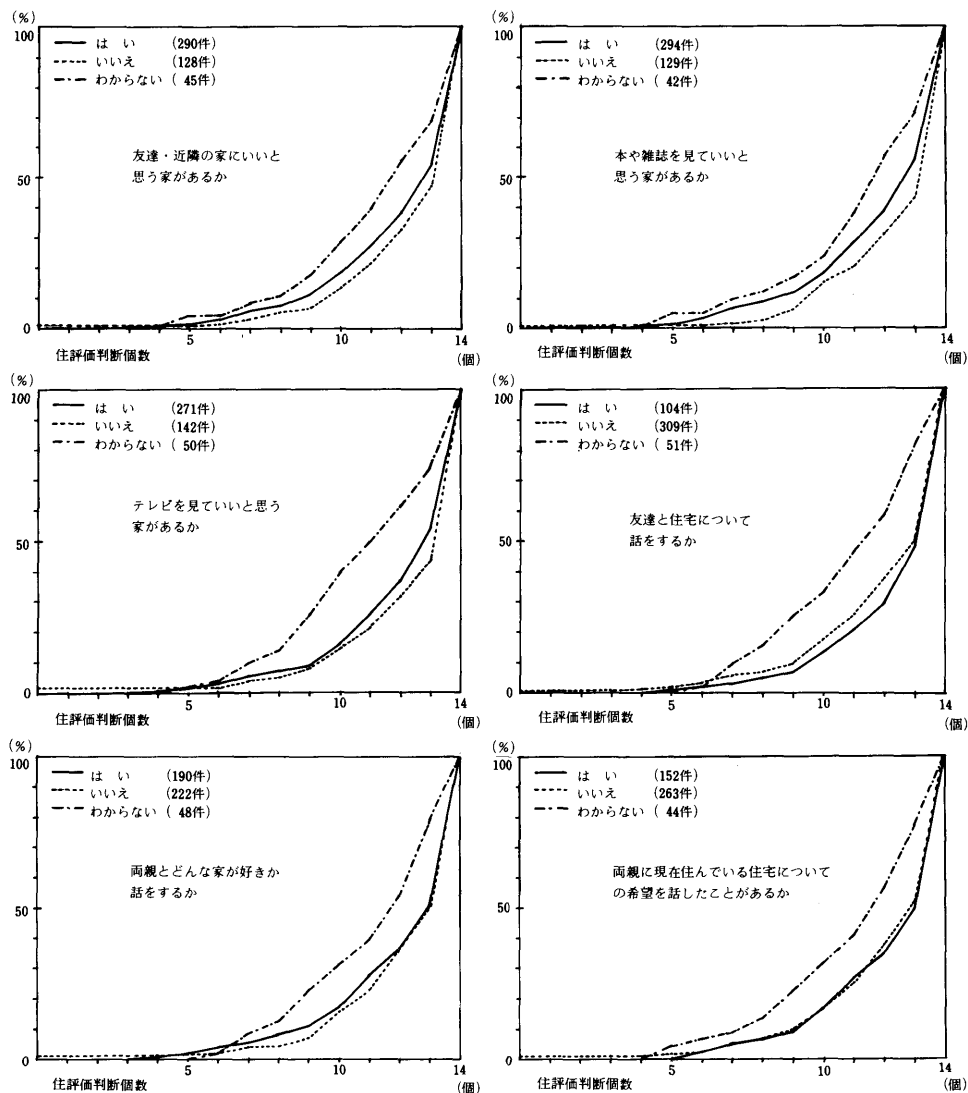 (%)
100
は い (290件)
いいえ (128件)
わからない ( 45件)
友達・近隣の家にいいと
思う家があるか
50
0
5
10
14
住評価判断個数
(個)
(%)
100
は い (294件)
いいえ (129件)
わからない ( 42件)
本や雑誌を見ていいと
思う家があるか
50
0
5
10
14
住評価判断個数
(個)
(%)
100
は い (271件)
いいえ (142件)
わからない ( 50件)
テレビを見ていいと思う
家があるか
50
0
5
10
14
住評価判断個数
(個)
(%)
100
は い (104件)
いいえ (309件)
わからない ( 51件)
友達と住宅について
話をするか
50
0
5
10
14
住評価判断個数
(個)
(%)
100
は い (190件)
いいえ (222件)
わからない ( 48件)
両親とどんな家が好きか
話をするか
50
0
5
10
14
住評価判断個数
(個)
(%)
100
は い (152件)
いいえ (263件)
わからない ( 44件)
両親に現在住んでいる住宅について
の希望を話したことがあるか
50
0
5
10
14
住評価判断個数
(個)